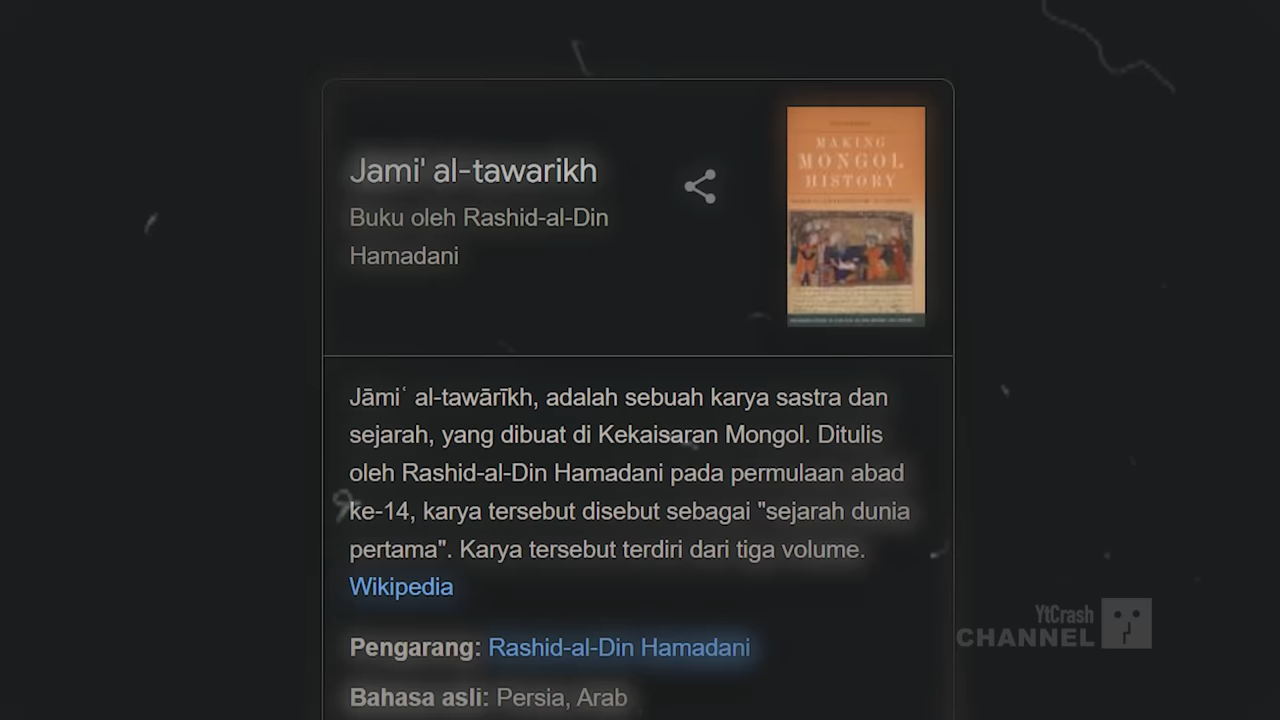 Jami' al-tawarikh
Buku oleh Rashid-al-Din
Hamadani
MAKING
MONGOL
HISTORY
Jāmiʿ al-tawārīkh, adalah sebuah karya sastra dan
sejarah, yang dibuat di Kekaisaran Mongol. Ditulis
oleh Rashid-al-Din Hamadani pada permulaan abad
ke-14, karya tersebut disebut sebagai "sejarah dunia
pertama". Karya tersebut terdiri dari tiga volume.
Wikipedia
Pengarang: Rashid-al-Din Hamadani
Bahasa asli: Persia, Arab
YtCrash
CHANNEL